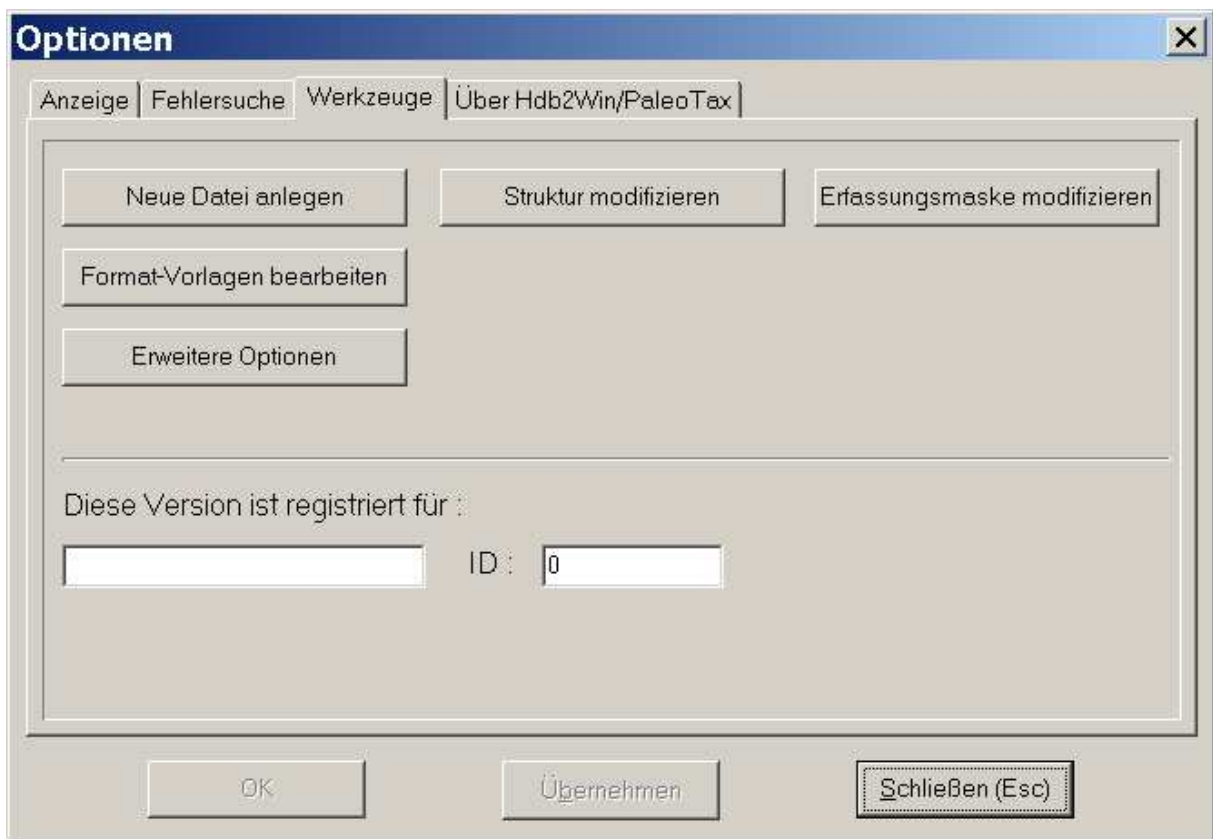 Optionen
Anzeige Fehlersuche Werkzeuge Über Hdb2Win/PaleoTax
Neue Datei anlegen Struktur modifizieren Erfassungsmaske modifizieren
Format-Vorlagen bearbeiten
Erweitere Optionen
Diese Version ist registriert für :
ID : 0
OK Übernehmen Schließen (Esc)